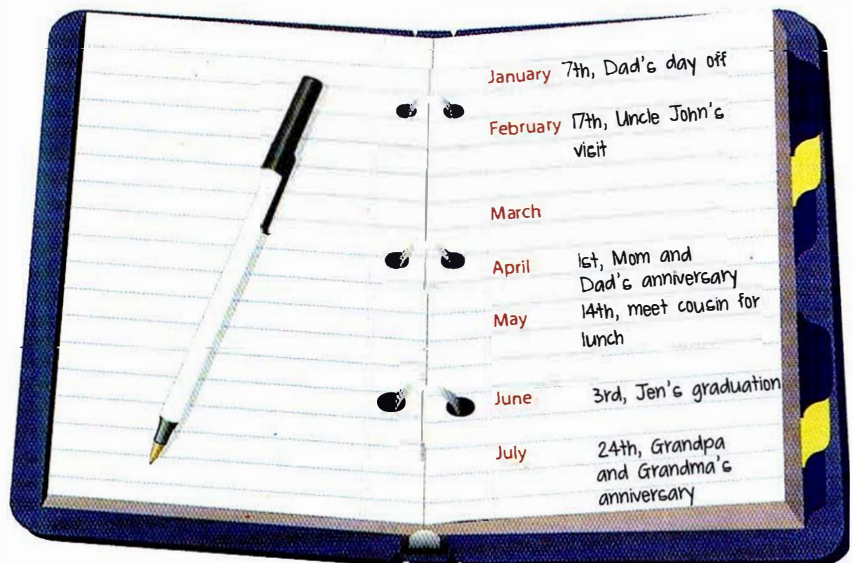 January 7th, Dad's day off
February 17th, Uncle John's
visit
March
April 1st, Mom and
Dad's anniversary
May 14th, meet cousin for
lunch
June 3rd, Jen's graduation
July 24th, Grandpa
and Grandma's
anniversary